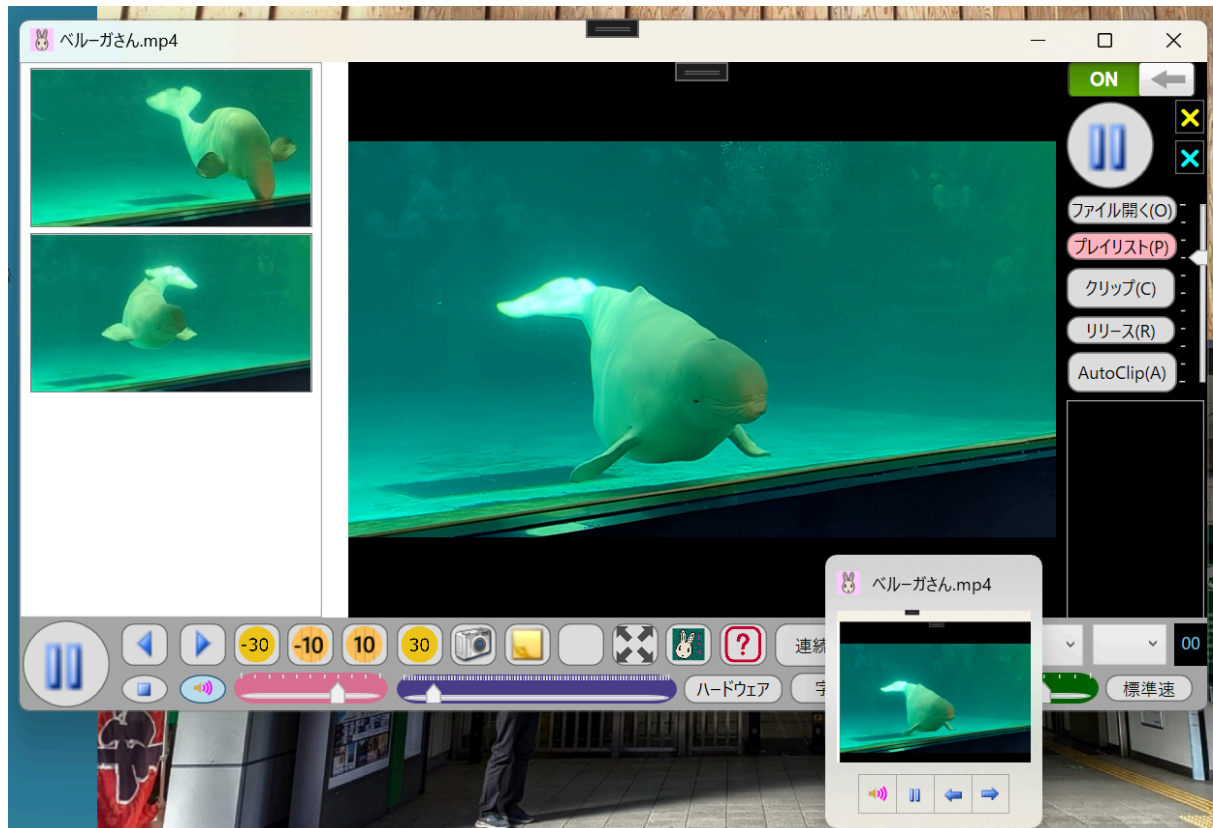 ベルーガさん.mp4
ON
ファイル開く(O)
プレイリスト(P)
クリップ(C)
リリース(R)
AutoClip(A)
ベルーガさん.mp4
-30
-10
10
30
?
連続
00
ハードウェア
字
標準速